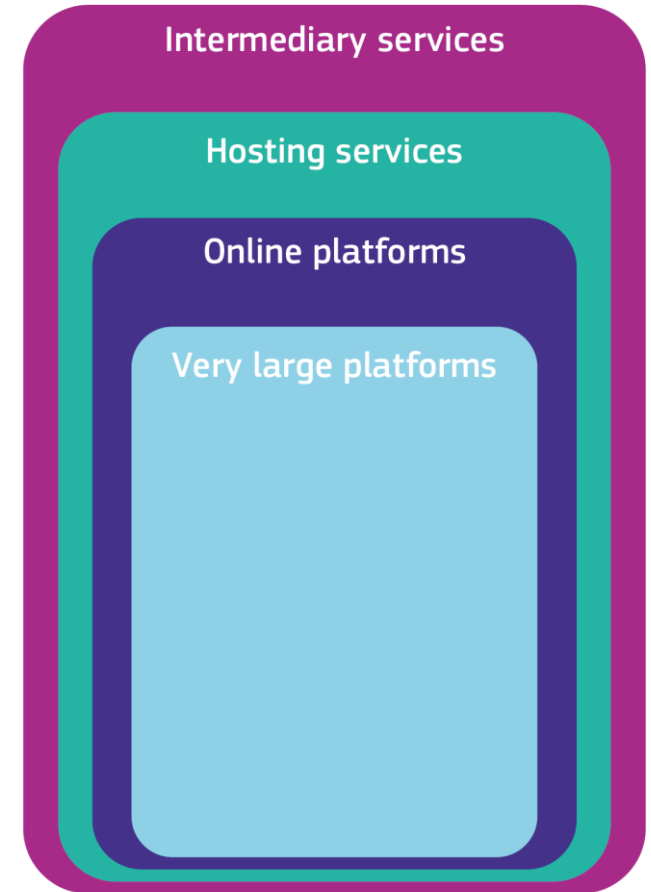 Intermediary services
Hosting services
Online platforms
Very large platforms